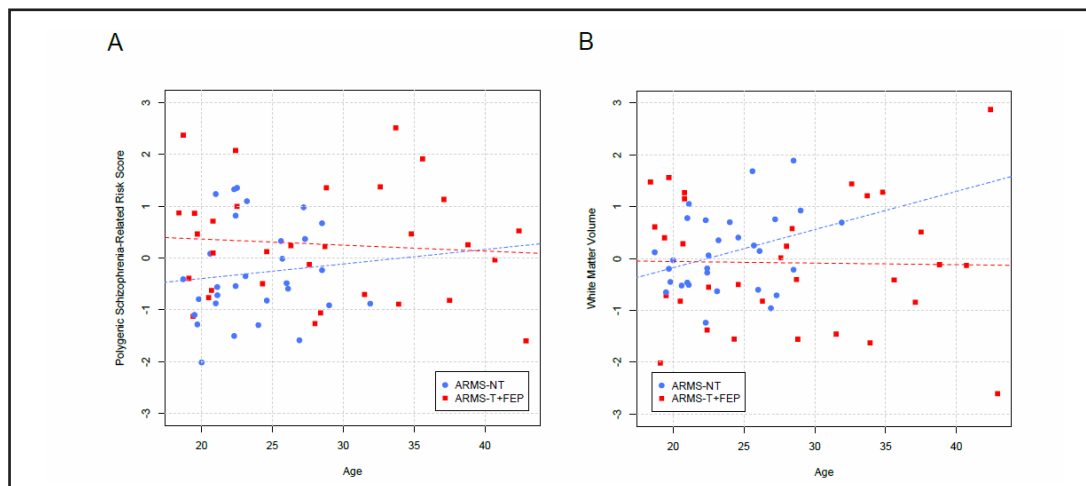 A
B
Polygenic Schizophrenia-Related Risk Score
3
2
1
0
-1
-2
-3
ARMS-NT
ARMS-T+FEP
20 25 30 35 40
Age
White Matter Volume
3
2
1
0
-1
-2
-3
ARMS-NT
ARMS-T+FEP
20 25 30 35 40
Age